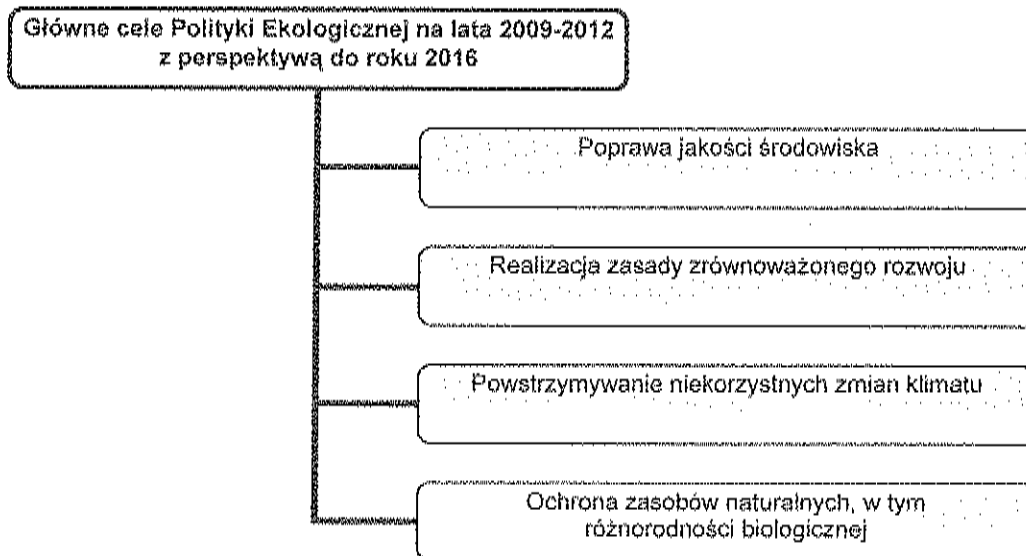 Główne cele Polityki Ekologicznej na lata 2009-2012
z perspektywą do roku 2016
Poprawa jakości środowiska
Realizacja zasady zrównoważonego rozwoju
Powstrzymywanie niekorzystnych zmian klimatu
Ochrona zasobów naturalnych, w tym
różnorodności biologicznej